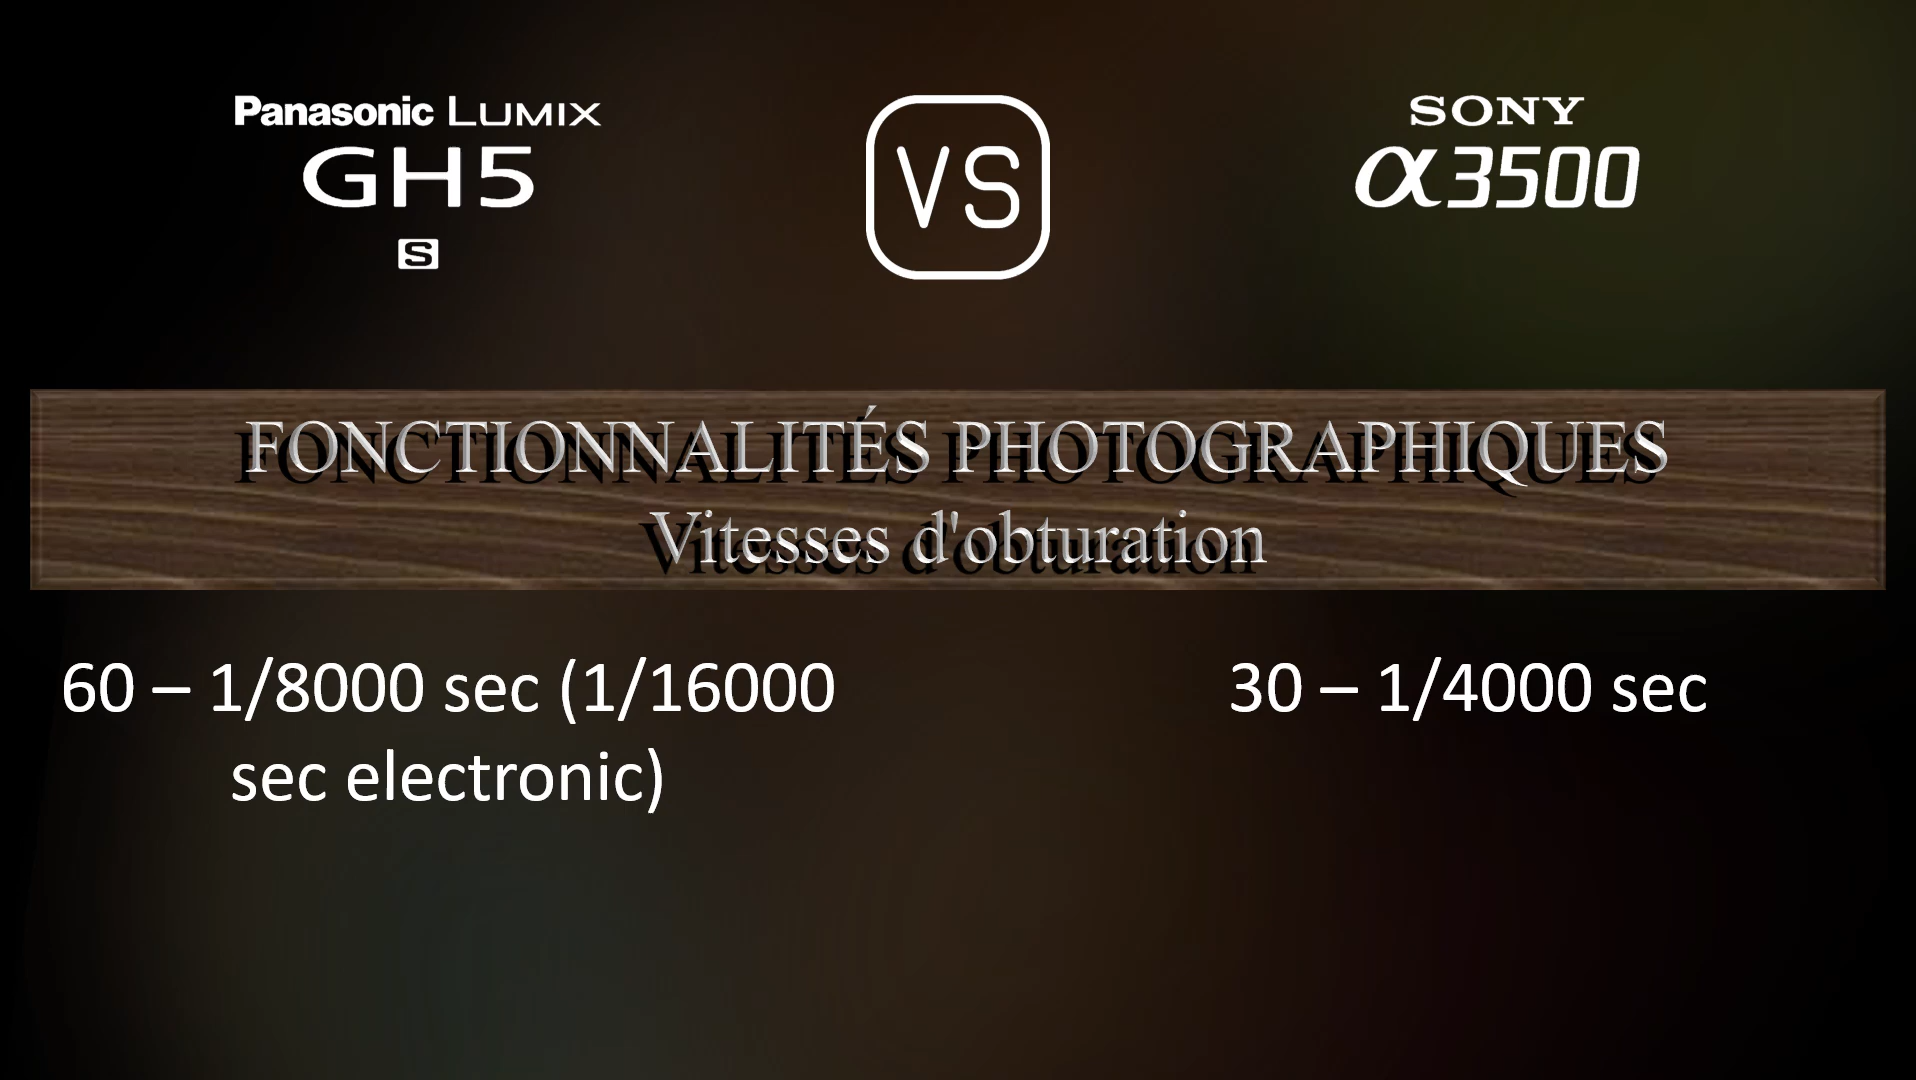 Panasonic LUMIX
GH5
S
VS
SONY
α3500
FONCTIONNALITÉS PHOTOGRAPHIQUES
Vitesses d'obturation
60 – 1/8000 sec (1/16000
sec electronic)
30 – 1/4000 sec